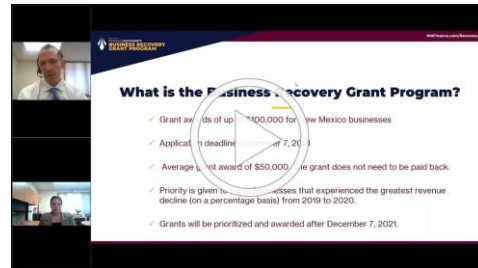 NMFinance.com/Recovery
BUSINESS RECOVERY
GRANT PROGRAM
What is the Business Recovery Grant Program?
Grant awards of up to $100,000 for New Mexico businesses
Application deadline December 7, 2021
Average grant award of $50,000. The grant does not need to be paid back.
Priority is given to businesses that experienced the greatest revenue
decline (on a percentage basis) from 2019 to 2020.
Grants will be prioritized and awarded after December 7, 2021.